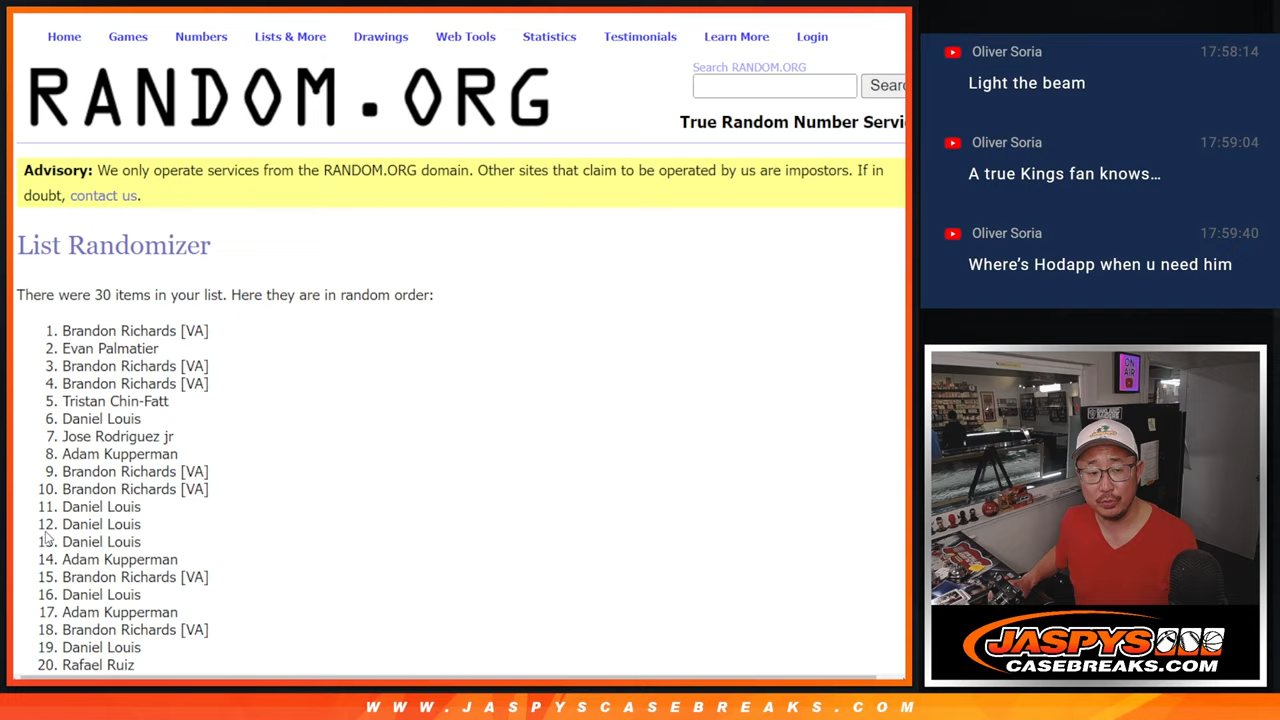 Home Games Numbers Lists & More Drawings Web Tools Statistics Testimonials Learn More Login
RANDOM.ORG
Search RANDOM.ORG
True Random Number
Advisory: We only operate services from the RANDOM.ORG domain. Other sites that claim to be operated by us are impostors. If in
doubt, contact us.
List Randomizer
There were 30 items in your list. Here they are in random order:
1. Brandon Richards [VA]
2. Evan Palmatier
3. Brandon Richards [VA]
4. Brandon Richards [VA]
5. Tristan Chin-Fatt
6. Daniel Louis
7. Jose Rodriguez jr
8. Adam Kupperman
9. Brandon Richards [VA]
10. Brandon Richards [VA]
11. Daniel Louis
12. Daniel Louis
Daniel Louis
14. Adam Kupperman
15. Brandon Richards [VA]
16. Daniel Louis
17. Adam Kupperman
18. Brandon Richards [VA]
19. Daniel Louis
20. Rafael Ruiz
Oliver Soria 17:58:14
Light the beam
Oliver Soria 17:59:04
A true Kings fan knows…
Oliver Soria 17:59:40
Where's Hodapp when u need him
ON
AIR
JASPYS
CASEBREAKS.COM
WWW.JASPYSCASEBREAKS.COM